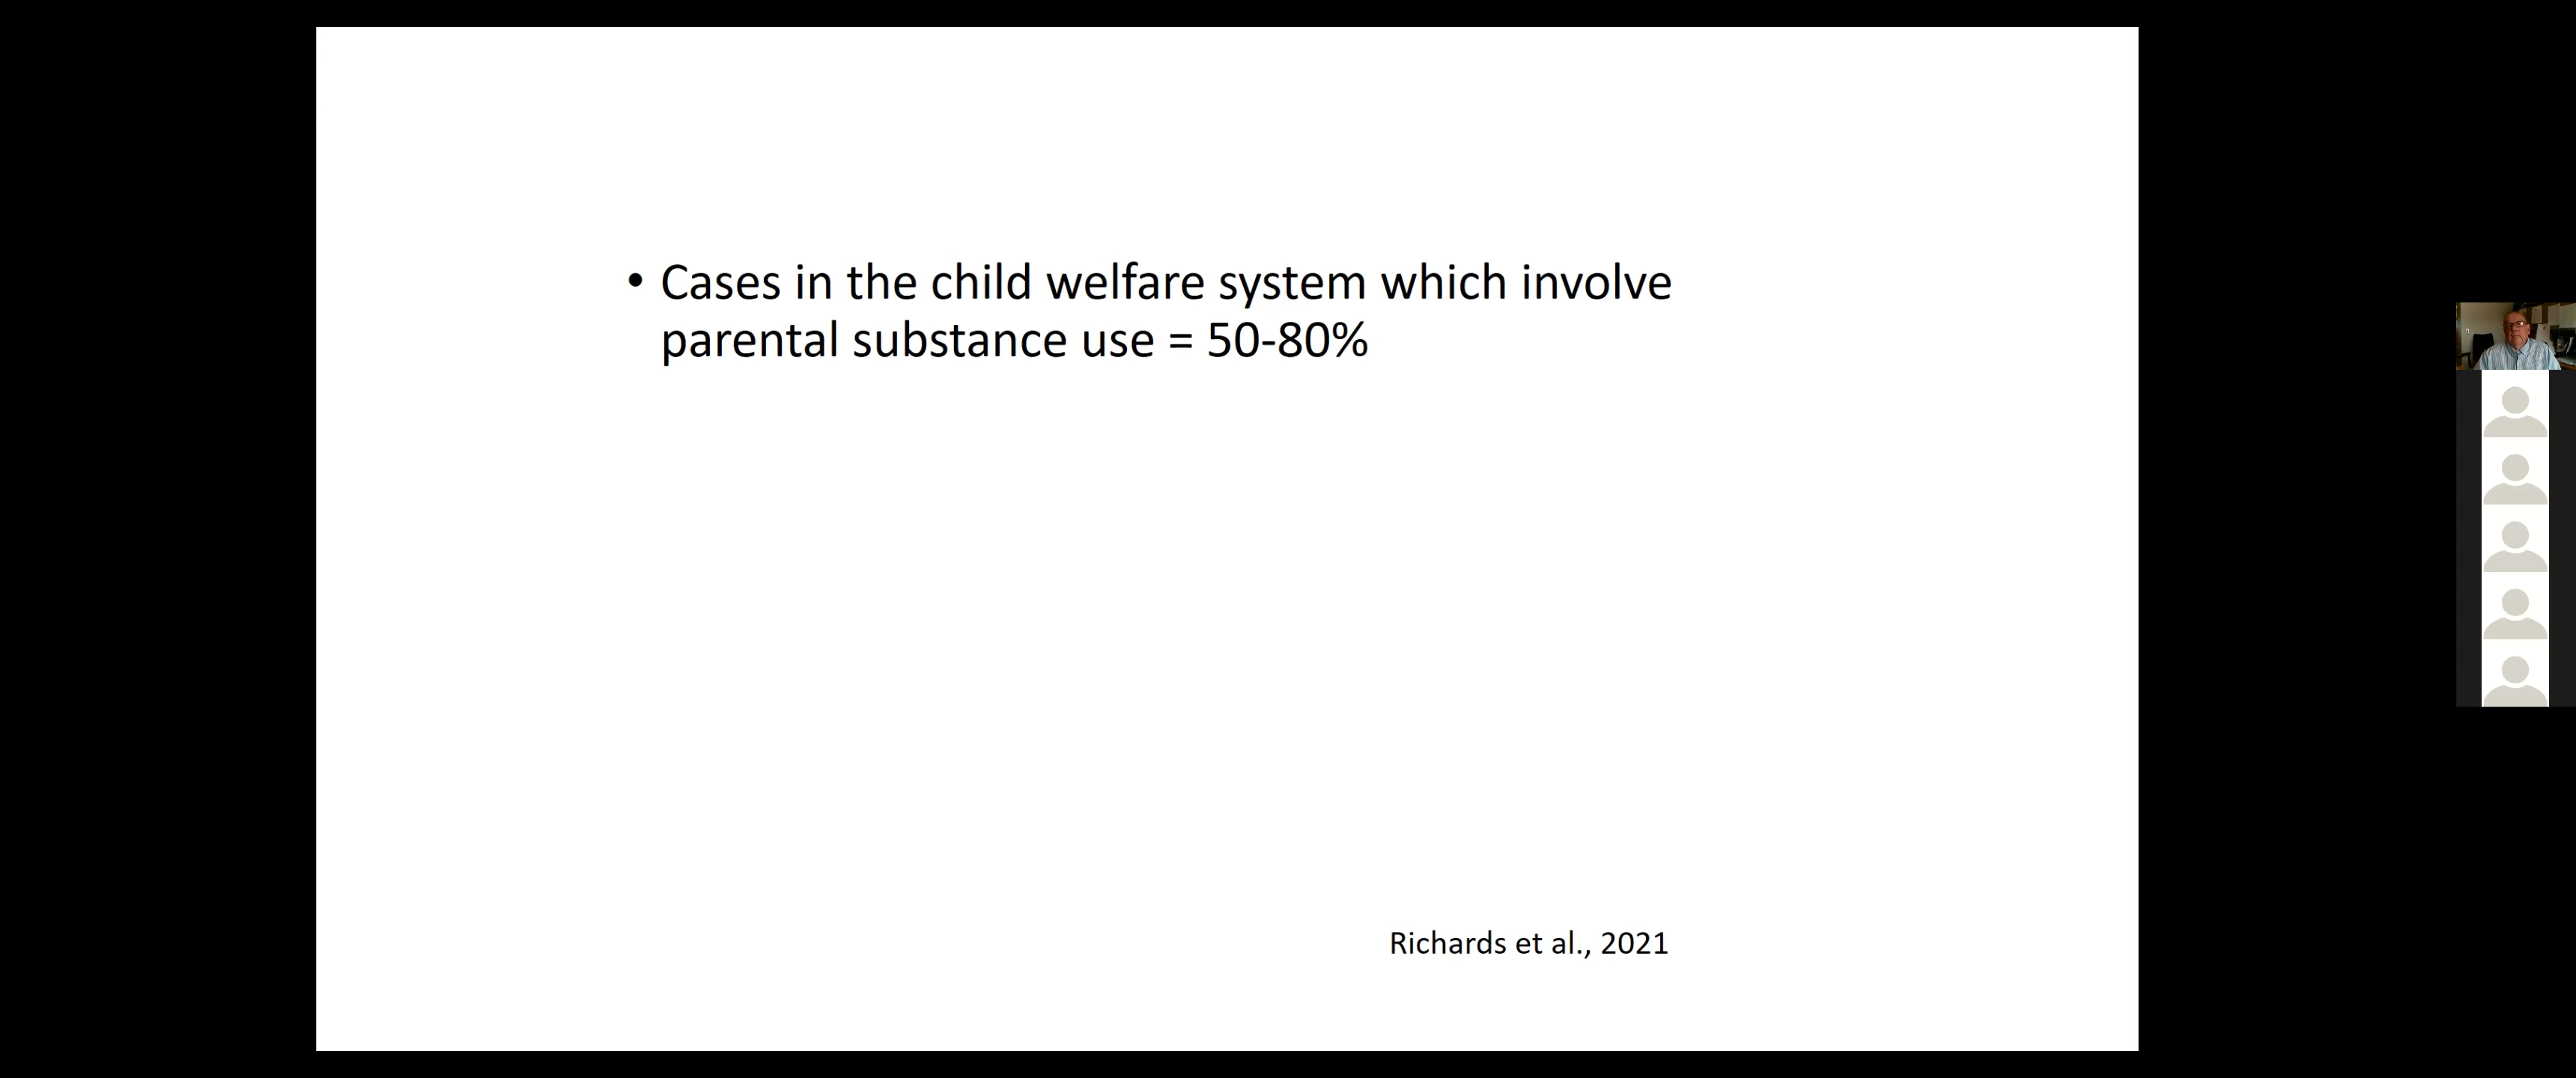 • Cases in the child welfare system which involve
parental substance use = 50-80%
Richards et al., 2021